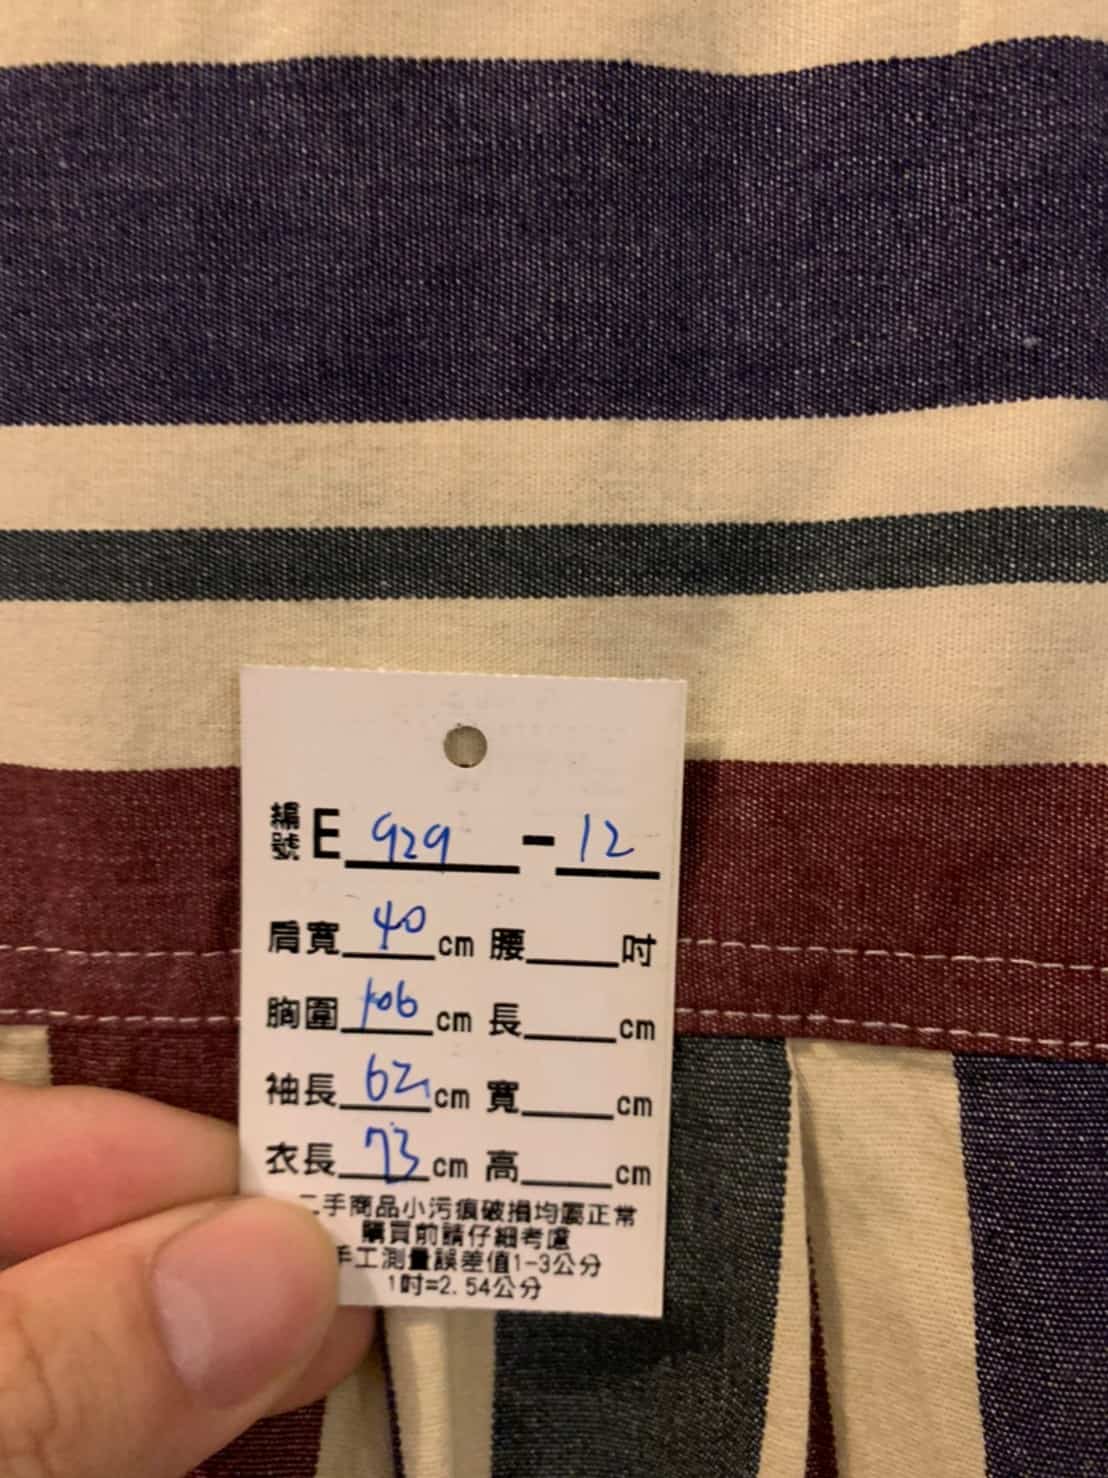 編號E 929 - 12
肩寬 40 cm 腰 吋
胸圍 106 cm 長 cm
袖長 62 cm 寬 cm
衣長 73 cm 高 cm
二手商品小污痕破損均屬正常
購買前請仔細考慮
手工測量誤差值1-3公分
1吋=2.54公分